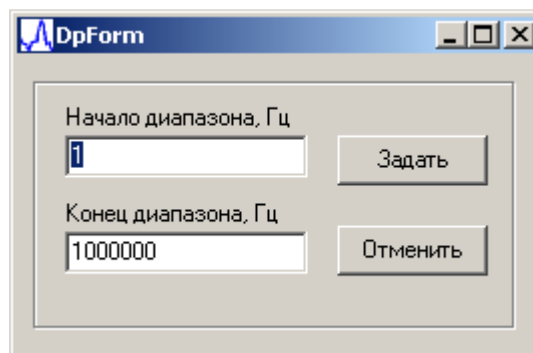 DpForm
Начало диапазона, Гц
1
Задать
Конец диапазона, Гц
1000000
Отменить